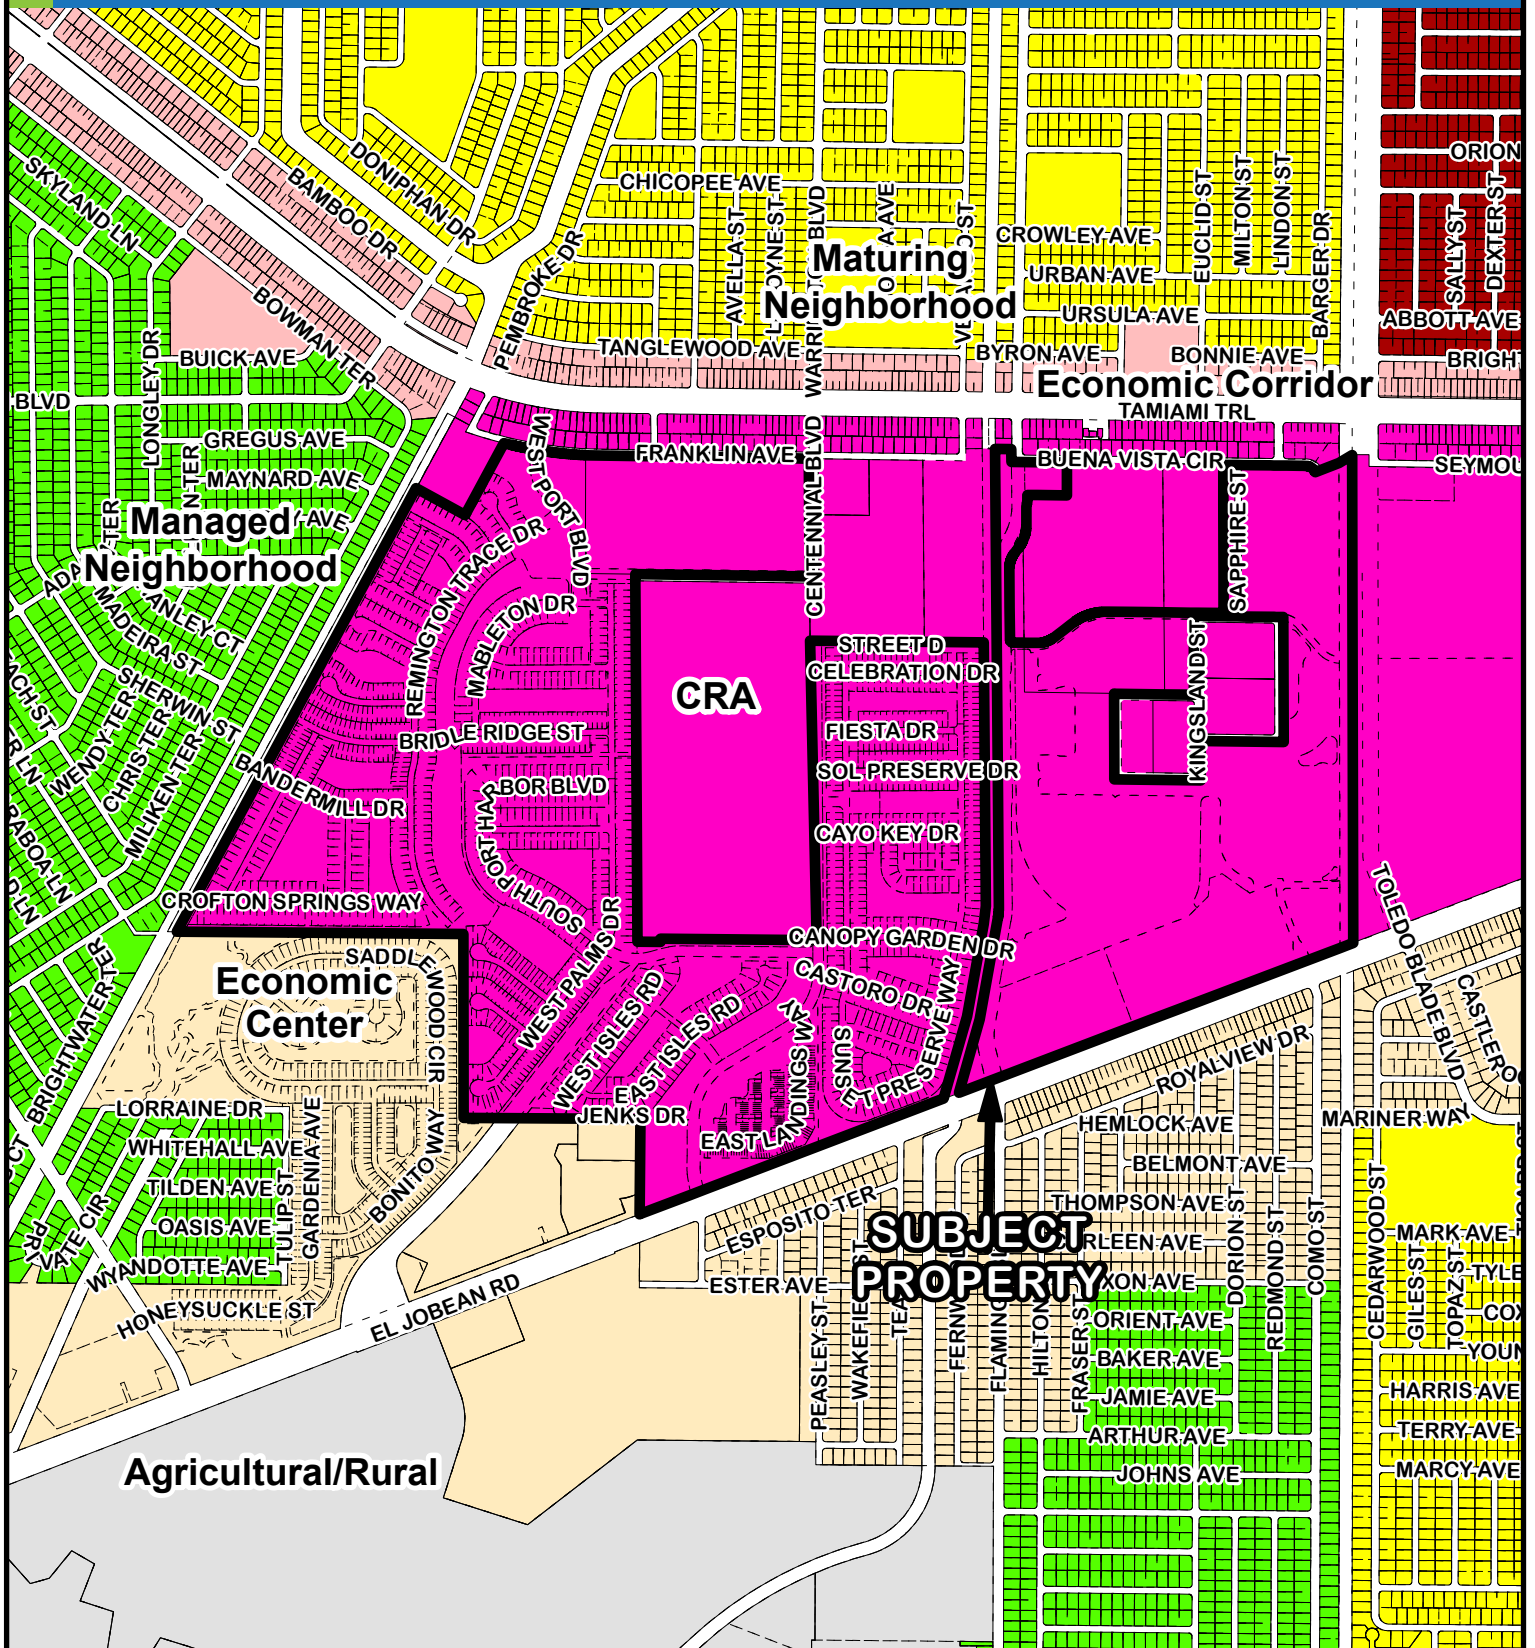 ORION
DONIPHAN DR
SKYLAND LN
BAMBOO DR
CHICOPEE AVE
AVELLA ST
EUCLID ST
MILTON ST
LINDON ST
BARGER DR
SALLY ST
DEXTER ST
CROWLEY AVE
PEMBROKE DR
Maturing
Neighborhood
URBAN AVE
URSULA AVE
ABBOTT AVE
BOWMAN TER
BUICK AVE
LONGLEY DR
TANGLEWOOD AVE
BYRON AVE
BONNIE AVE
Economic Corridor
TAMIAMI TRL
BLVD
GREGUS AVE
WEST PORT BLVD
FRANKLIN AVE
CENTENNIAL BLVD
BUENA VISTA CIR
MAYNARD AVE
SAPPHIRE ST
Managed
Neighborhood
REMINGTON TRACE DR
MABLETON DR
MADEIRA ST
STREET D
CELEBRATION DR
KINGSLAND ST
CRA
SHERWIN ST
WENDY TER
CHRIS TER
MILIKEN TER
BRIDLE RIDGE ST
FIESTA DR
SOL PRESERVE DR
BANDERMILL DR
SOUTH PORT HARBOR BLVD
CAYO KEY DR
CROFTON SPRINGS WAY
TOLEDO BLADE BLVD
CANOPY GARDEN DR
Economic
Center
SADDLEWOOD CIR
WEST PALMS DR
WEST ISLES RD
EAST ISLES RD
CASTORO DR
SUNSET PRESERVE WAY
BRIGHTWATER TER
EAST LANDINGS WAY
JENKS DR
ROYALVIEW DR
LORRAINE DR
HEMLOCK AVE
MARINER WAY
WHITEHALL AVE
BELMONT AVE
TILDEN AVE
TULIP ST
GARDENIA AVE
BONITO WAY
THOMPSON AVE
OASIS AVE
ESPOSITO TER
SUBJECT
PROPERTY
DORION ST
REDMOND ST
COMO ST
CEDARWOOD ST
MARK AVE
PRIVATE CIR
WYANDOTTE AVE
ESTER AVE
GILES ST
TOPAZ ST
HONEYSUCKLE ST
EL JOBEAN RD
PEASLEY ST
ORIENT AVE
BAKER AVE
JAMIE AVE
HARRIS AVE
ARTHUR AVE
TERRY AVE
Agricultural/Rural
JOHNS AVE
MARCY AVE